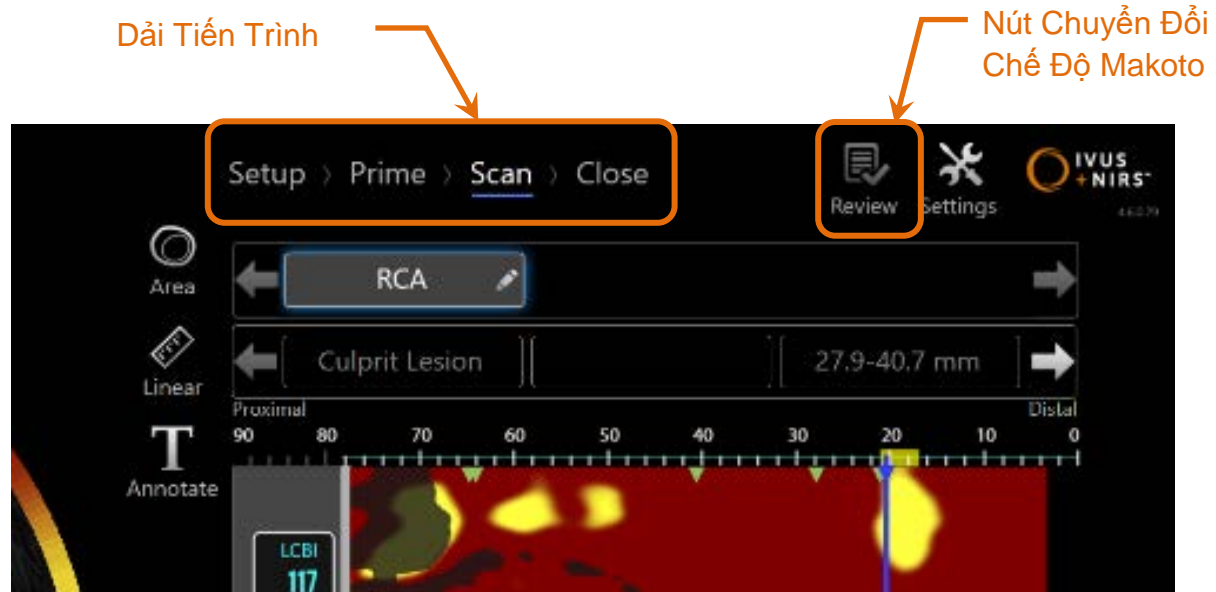 Dải Tiến Trình
Nút Chuyển Đổi
Chế Độ Makoto
Setup > Prime > Scan > Close
Review
Settings
IVUS
+NIRS
Area
RCA
Linear
Culprit Lesion
27.9-40.7 mm
Proximal
Distal
90 80 70 60 50 40 30 20 10 0
T
Annotate
LCBI
117